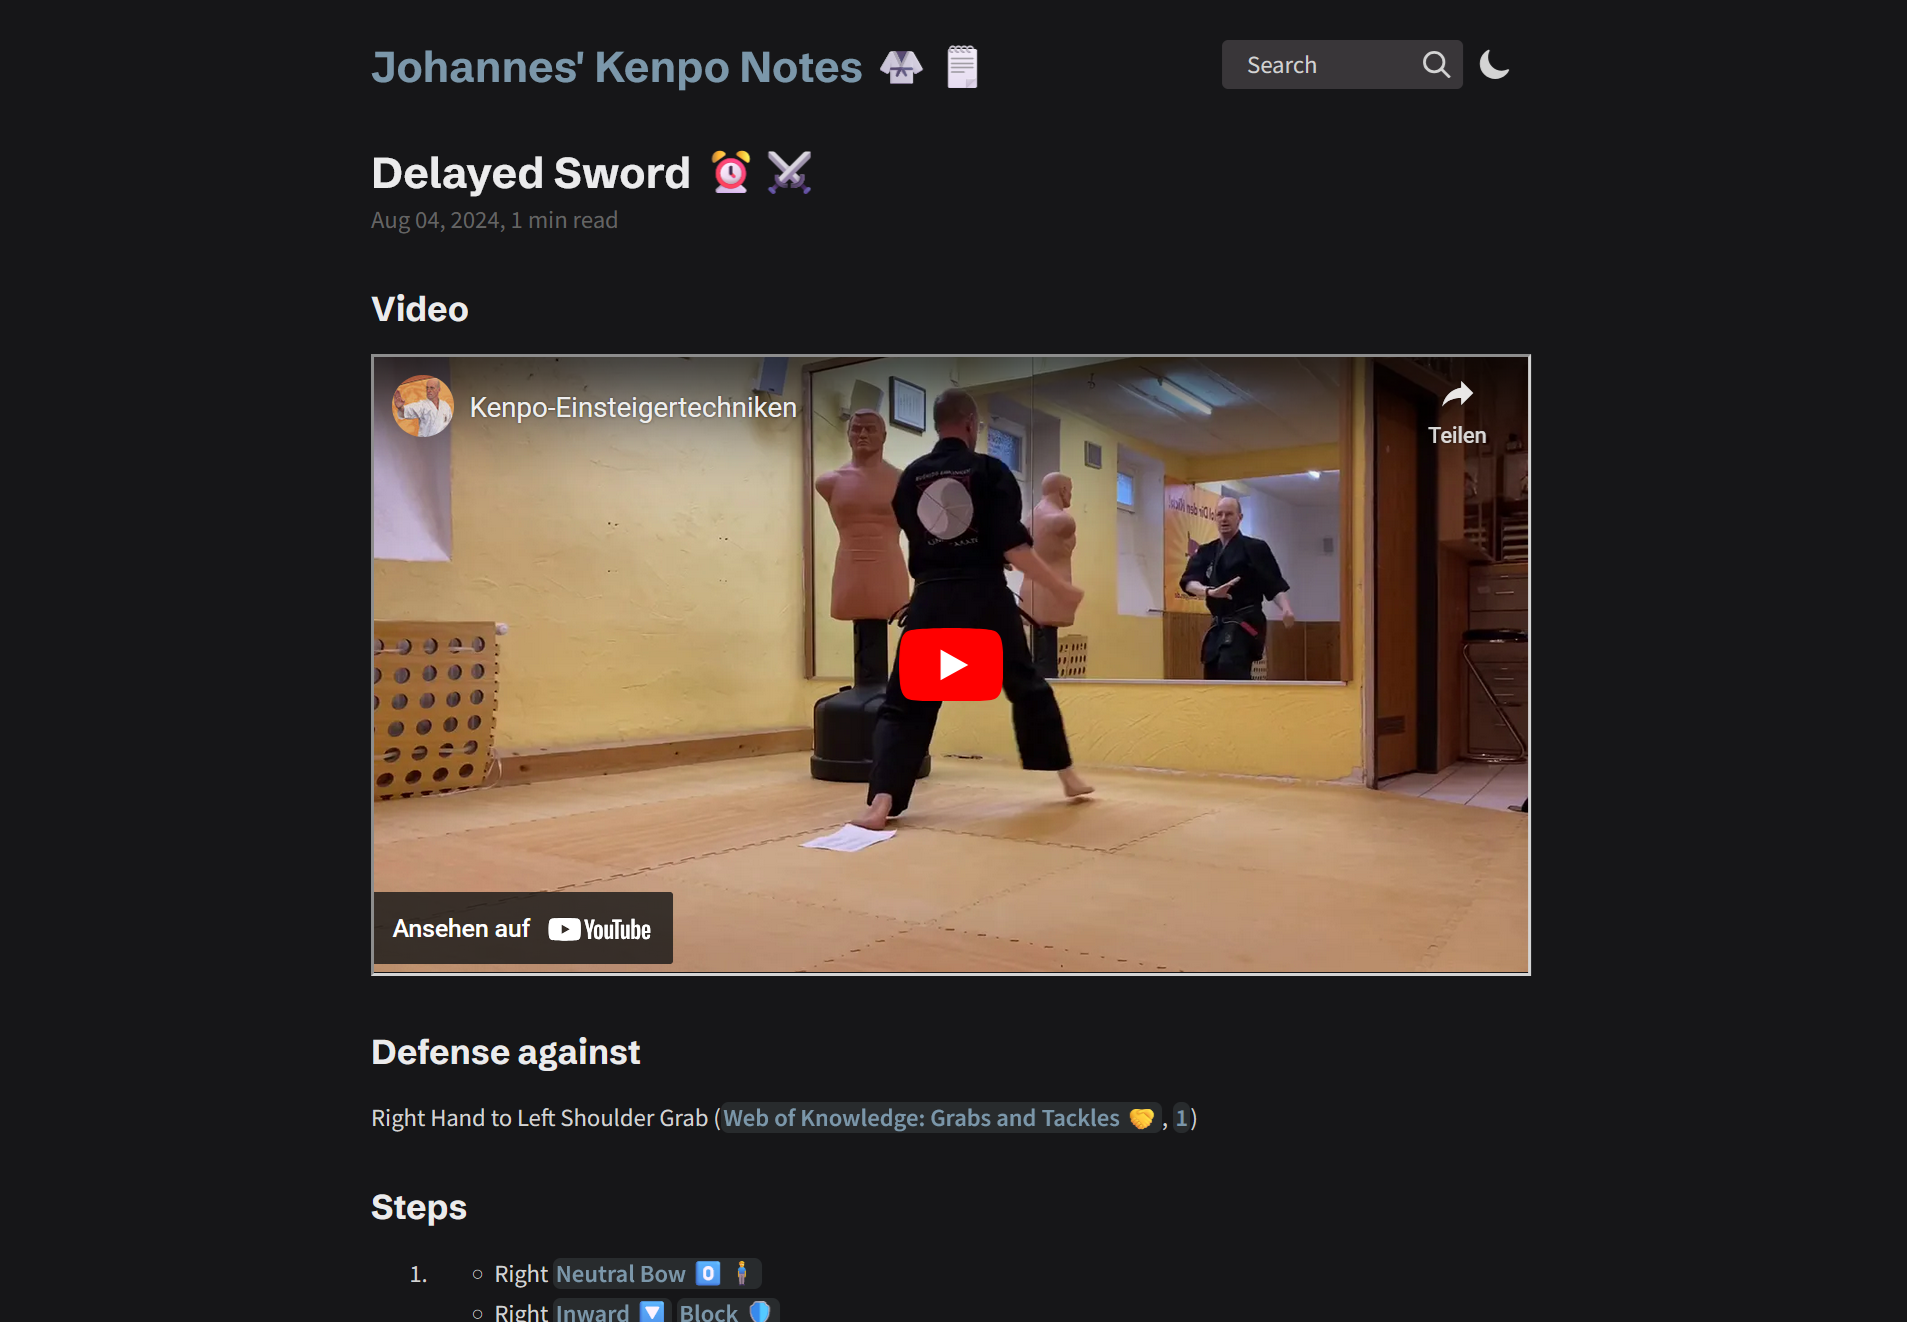 Johannes' Kenpo Notes 🥋 🗒️
Search
Delayed Sword ⏰ ⚔️
Aug 04, 2024, 1 min read
Video
Kenpo-Einsteigertechniken
Teilen
Ansehen auf YouTube
Defense against
Right Hand to Left Shoulder Grab (Web of Knowledge: Grabs and Tackles 🤝, 1)
Steps
1.
○ Right Neutral Bow 0️⃣ 🧍
○ Right Inward 🔽 Block 🛡️